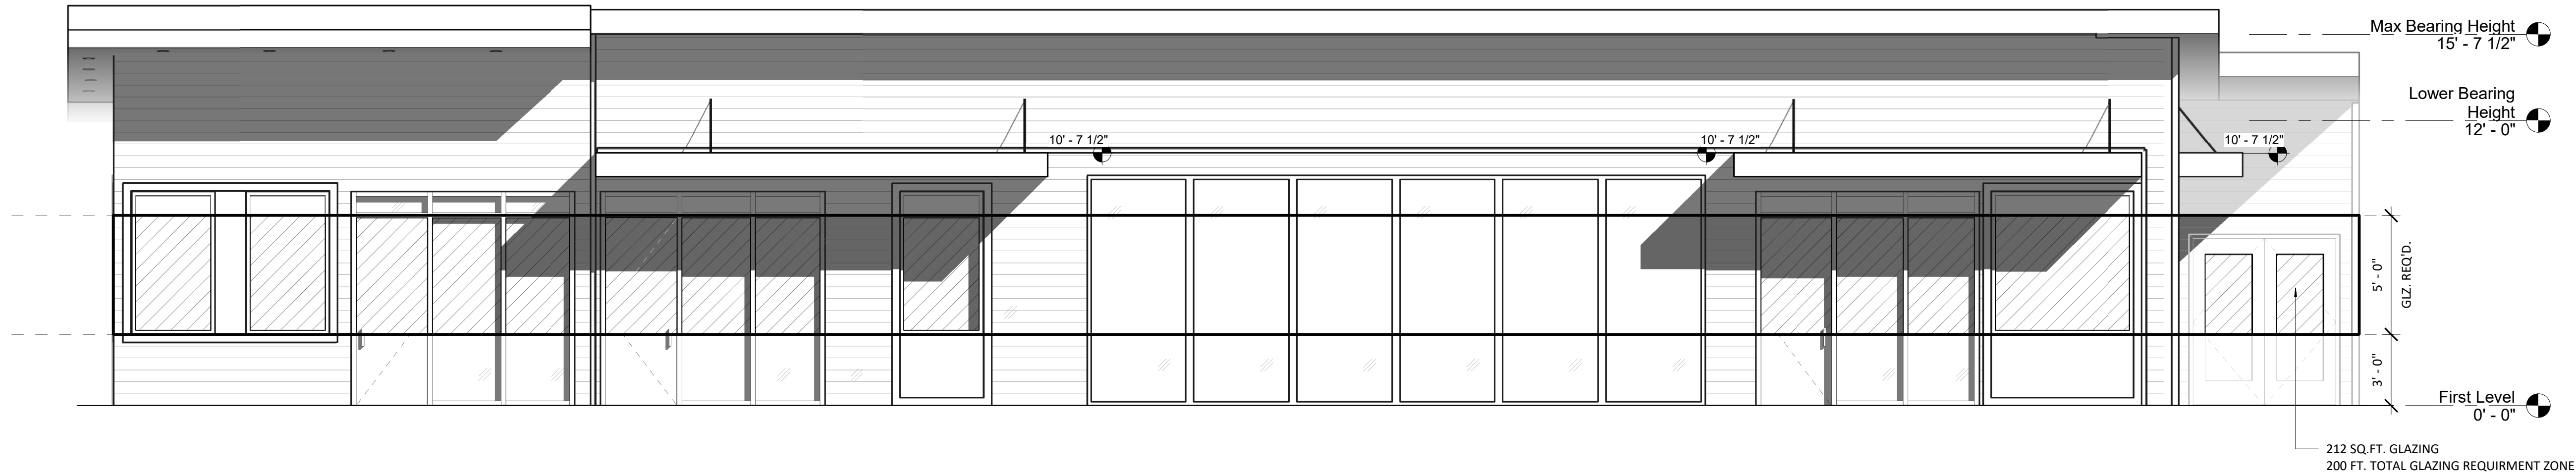 Max Bearing Height
15' - 7 1/2"
Lower Bearing
Height
12' - 0"
10' - 7 1/2"
10' - 7 1/2"
10' - 7 1/2"
5' - 0"
GLZ. REQ'D.
3' - 0"
First Level
0' - 0"
212 SQ.FT. GLAZING
200 FT. TOTAL GLAZING REQUIRMENT ZONE